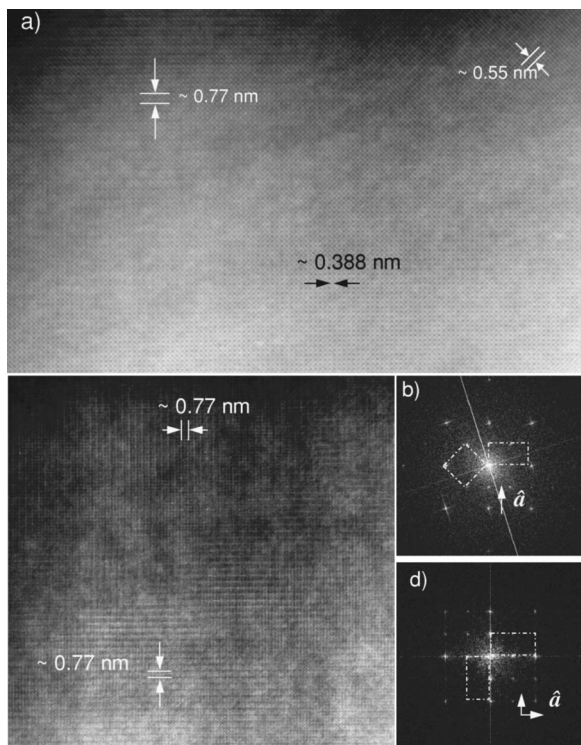 a)
~ 0.77 nm
~ 0.55 nm
~ 0.388 nm
~ 0.77 nm
~ 0.77 nm
b)
â
d)
â